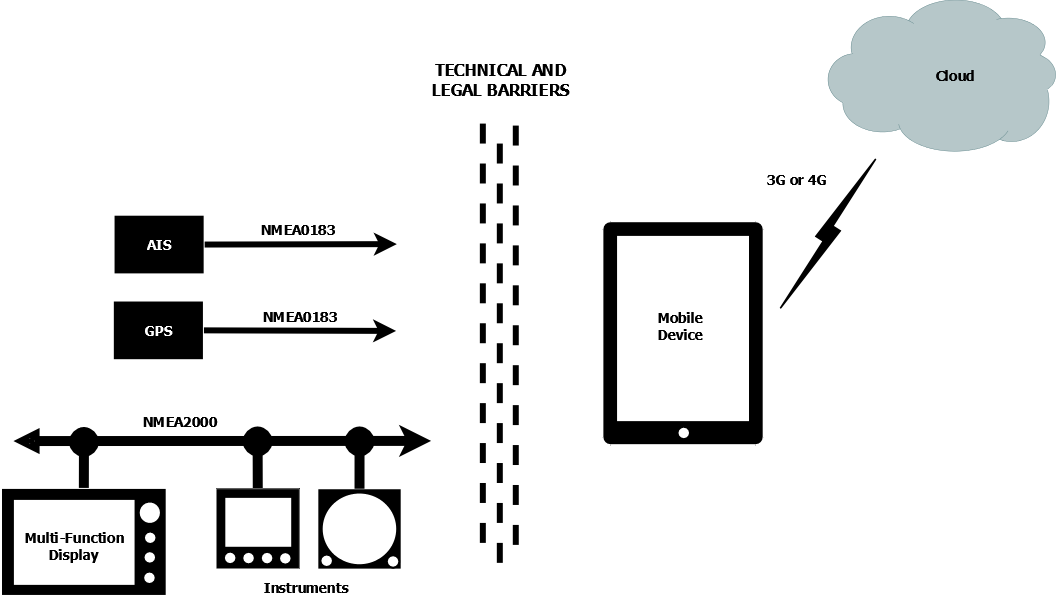 TECHNICAL AND
LEGAL BARRIERS
Cloud
3G or 4G
AIS
NMEA0183
GPS
NMEA0183
Mobile
Device
NMEA2000
Multi-Function
Display
Instruments